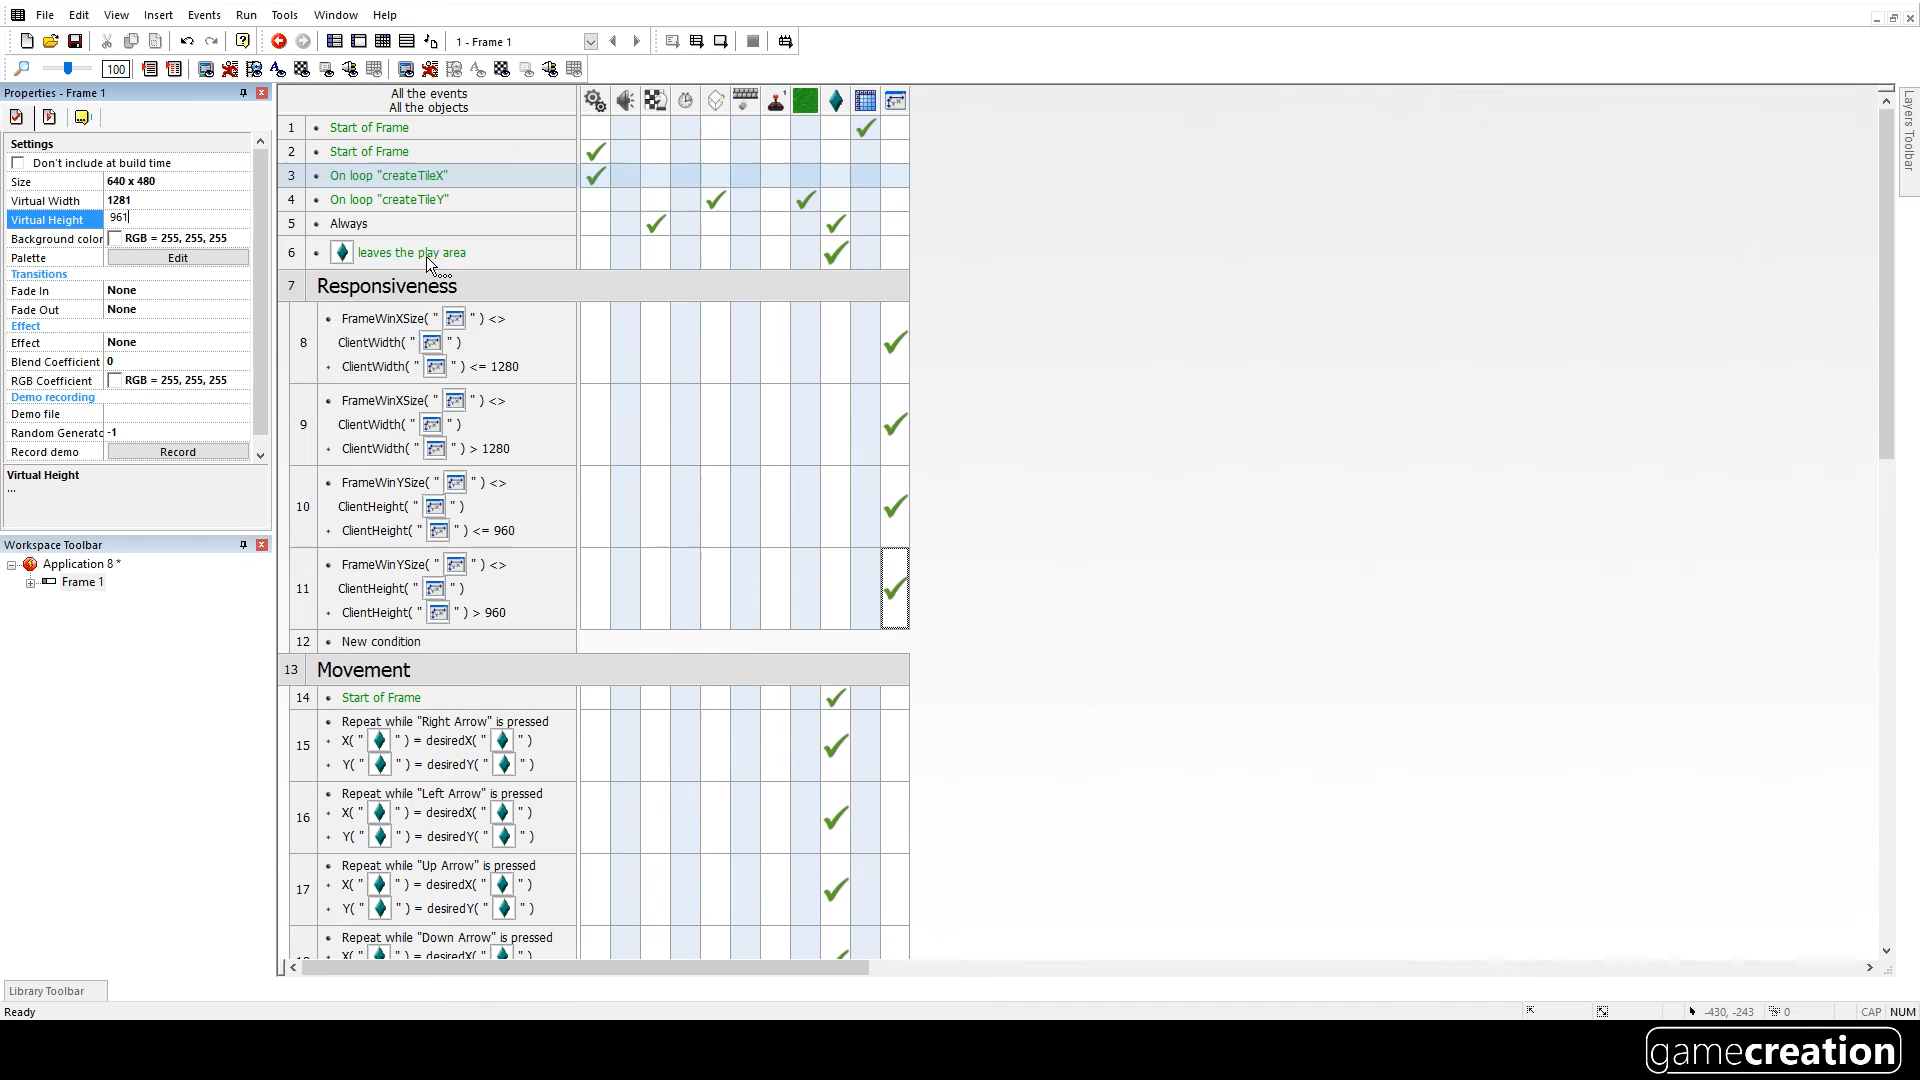 File Edit View Insert Events Run Tools Window Help
1 - Frame 1
100
Properties - Frame 1
Settings
Don't include at build time
Size 640 x 480
Virtual Width 1281
Virtual Height 961
Background color RGB = 255, 255, 255
Palette Edit
Transitions
Fade In None
Fade Out None
Effect
Effect None
Blend Coefficient 0
RGB Coefficient RGB = 255, 255, 255
Demo recording
Demo file
Random Generato -1
Record demo Record
Virtual Height
...
Workspace Toolbar
Application 8 *
Frame 1
Library Toolbar
All the events
All the objects
1 Start of Frame
2 Start of Frame
3 On loop "createTileX"
4 On loop "createTileY"
5 Always
6 leaves the play area
7 Responsiveness
8
FrameWinXSize( " " ) <>
ClientWidth( " " )
ClientWidth( " " ) <= 1280
9
FrameWinXSize( " " ) <>
ClientWidth( " " )
ClientWidth( " " ) > 1280
10
FrameWinYSize( " " ) <>
ClientHeight( " " )
ClientHeight( " " ) <= 960
11
FrameWinYSize( " " ) <>
ClientHeight( " " )
ClientHeight( " " ) > 960
12 New condition
13 Movement
14 Start of Frame
15
Repeat while "Right Arrow" is pressed
X( " " ) = desiredX( " " )
Y( " " ) = desiredY( " " )
16
Repeat while "Left Arrow" is pressed
X( " " ) = desiredX( " " )
Y( " " ) = desiredY( " " )
17
Repeat while "Up Arrow" is pressed
X( " " ) = desiredX( " " )
Y( " " ) = desiredY( " " )
Repeat while "Down Arrow" is pressed
X( " " ) = desiredX( " " )
Layers Toolbar
Ready
-430, -243
0
CAP NUM
gamecreation